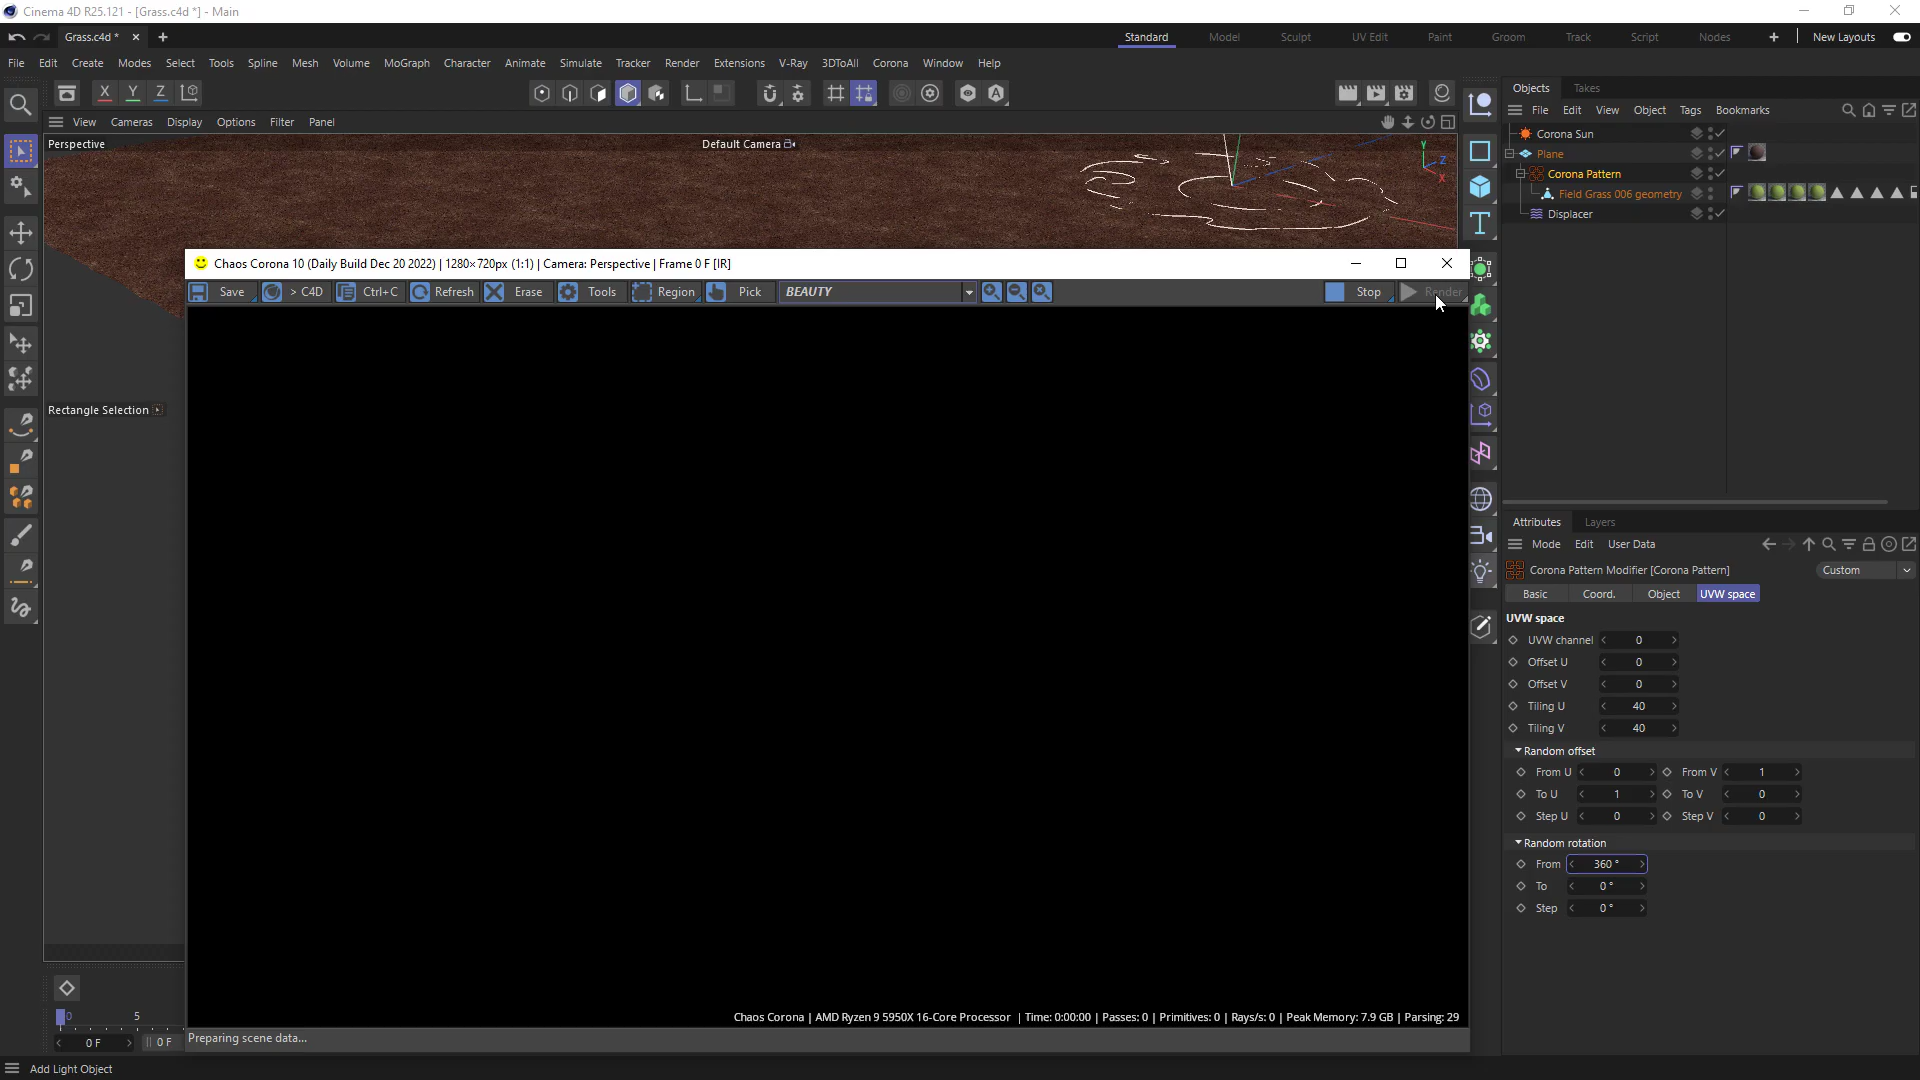 Cinema 4D R25.121 - [Grass.c4d *] - Main
Grass.c4d *
Standard Model Sculpt UV Edit Paint Groom Track Script Nodes New Layouts
File Edit Create Modes Select Tools Spline Mesh Volume MoGraph Character Animate Simulate Tracker Render Extensions V-Ray 3DToAll Corona Window Help
X Y Z
Objects Takes
File Edit View Object Tags Bookmarks
View Cameras Display Options Filter Panel
Perspective
Default Camera
Y
Z
X
Corona Sun
Plane
Corona Pattern
Field Grass 006 geometry
Displacer
Chaos Corona 10 (Daily Build Dec 20 2022) | 1280×720px (1:1) | Camera: Perspective | Frame 0 F [IR]
Save > C4D Ctrl+C Refresh Erase Tools Region Pick BEAUTY Stop Render
Rectangle Selection
Attributes Layers
Mode Edit User Data
Corona Pattern Modifier [Corona Pattern] Custom
Basic Coord. Object UVW space
UVW space
UVW channel 0
Offset U 0
Offset V 0
Tiling U 40
Tiling V 40
Random offset
From U 0 From V 1
To U 1 To V 0
Step U 0 Step V 0
Random rotation
From 360 °
To 0 °
Step 0 °
0 5
0 F 0 F
Chaos Corona | AMD Ryzen 9 5950X 16-Core Processor | Time: 0:00:00 | Passes: 0 | Primitives: 0 | Rays/s: 0 | Peak Memory: 7.9 GB | Parsing: 29
Preparing scene data...
Add Light Object